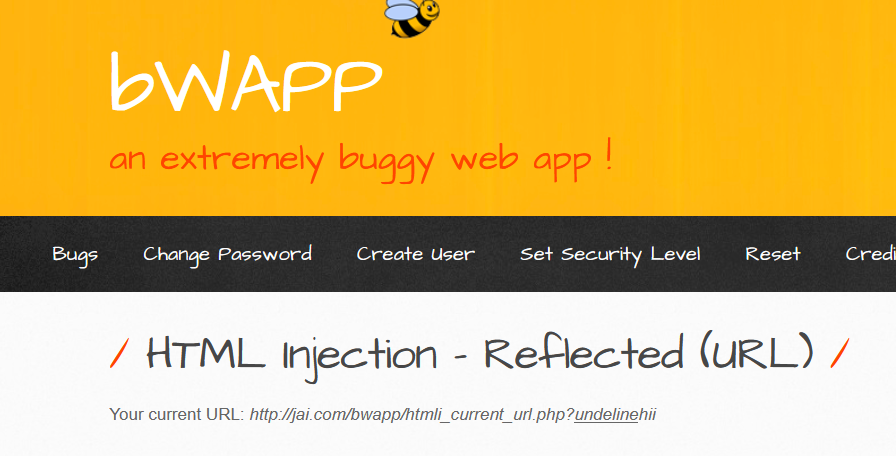 bWAPP
an extremely buggy web app !
Bugs Change Password Create User Set Security Level Reset Credi
/ HTML Injection - Reflected (URL) /
Your current URL: http://jai.com/bwapp/htmli_current_url.php?undelinehii